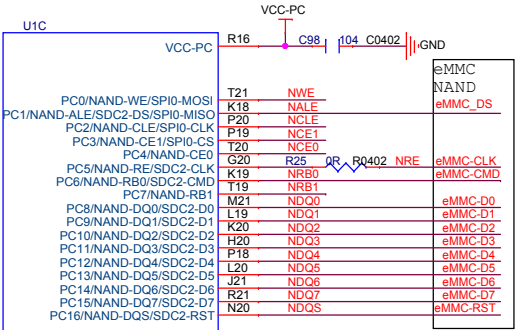 VCC-PC
U1C
VCC-PC R16 C98 104 C0402 GND
eMMC
NAND
PC0/NAND-WE/SPI0-MOSI T21 NWE
PC1/NAND-ALE/SDC2-DS/SPI0-MISO K18 NALE eMMC_DS
PC2/NAND-CLE/SPI0-CLK P20 NCLE
PC3/NAND-CE1/SPI0-CS P19 NCE1
PC4/NAND-CE0 T20 NCE0
PC5/NAND-RE/SDC2-CLK G20 R25 0R R0402 NRE eMMC-CLK
PC6/NAND-RB0/SDC2-CMD K19 NRB0 eMMC-CMD
PC7/NAND-RB1 T19 NRB1
PC8/NAND-DQ0/SDC2-D0 M21 NDQ0 eMMC-D0
PC9/NAND-DQ1/SDC2-D1 L19 NDQ1 eMMC-D1
PC10/NAND-DQ2/SDC2-D2 K20 NDQ2 eMMC-D2
PC11/NAND-DQ3/SDC2-D3 H20 NDQ3 eMMC-D3
PC12/NAND-DQ4/SDC2-D4 P18 NDQ4 eMMC-D4
PC13/NAND-DQ5/SDC2-D5 L20 NDQ5 eMMC-D5
PC14/NAND-DQ6/SDC2-D6 J21 NDQ6 eMMC-D6
PC15/NAND-DQ7/SDC2-D7 R21 NDQ7 eMMC-D7
PC16/NAND-DQS/SDC2-RST N20 NDQS eMMC-RST